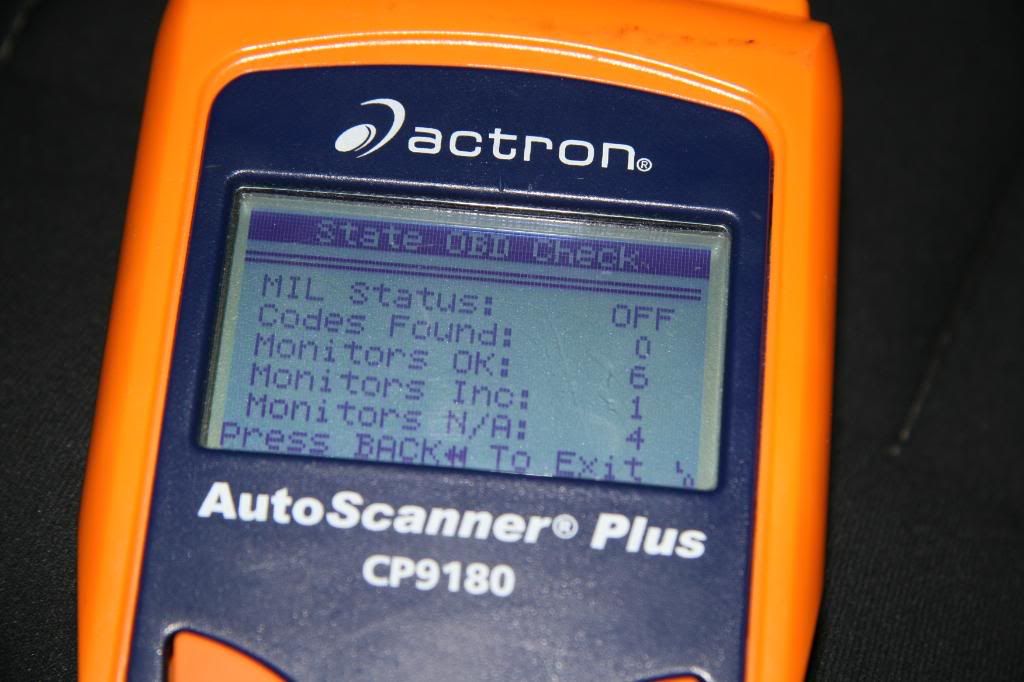 actron®
State OBD Check
MIL Status: OFF
Codes Found: 0
Monitors OK: 6
Monitors Inc: 1
Monitors N/A: 4
Press BACK To Exit
AutoScanner® Plus
CP9180